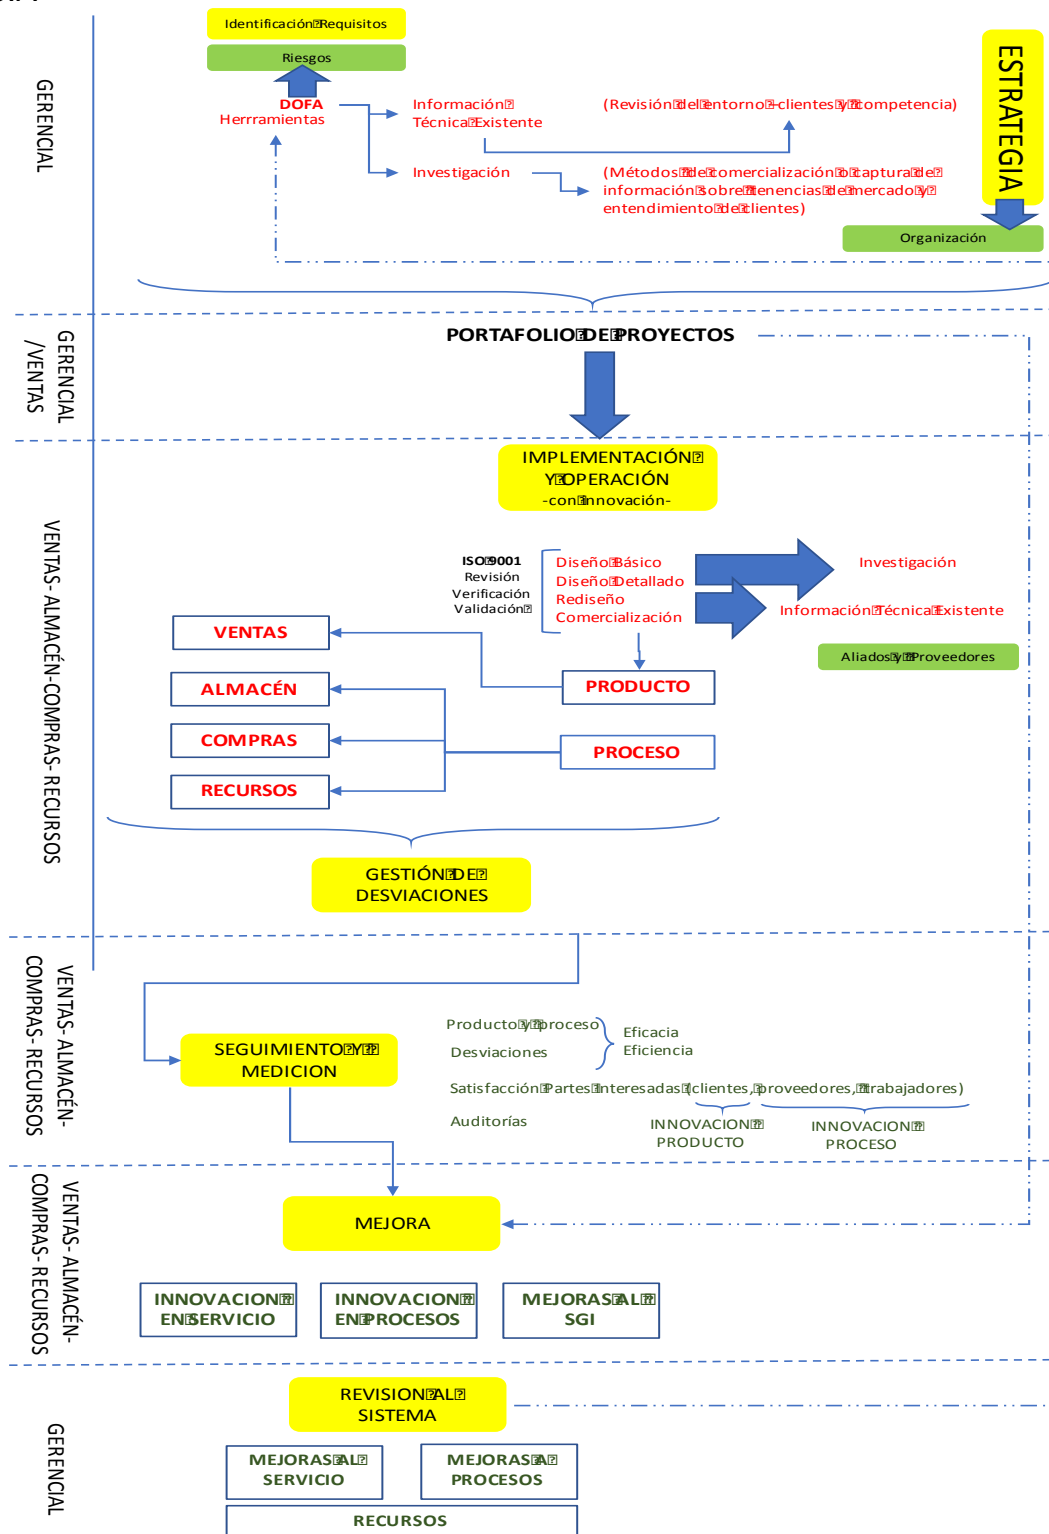 Identificación Requisitos
Riesgos
DOFA
Herrramientas
Información
Técnica Existente
(Revisión del entorno – clientes y competencia)
Investigación
(Métodos de comercialización o captura de
información sobre tenencias de mercado y
entendimiento de clientes)
ESTRATEGIA
Organización
GERENCIAL
PORTAFOLIO DE PROYECTOS
GERENCIAL
/VENTAS
IMPLEMENTACIÓN
Y OPERACIÓN
-con innovación-
ISO 9001
Revisión
Verificación
Validación
Diseño Básico
Diseño Detallado
Rediseño
Comercialización
Investigación
Información Técnica Existente
Aliados y Proveedores
VENTAS
ALMACÉN
COMPRAS
RECURSOS
PRODUCTO
PROCESO
VENTAS- ALMACÉN-COMPRAS- RECURSOS
GESTIÓN DE
DESVIACIONES
VENTAS- ALMACÉN-
COMPRAS- RECURSOS
SEGUIMIENTO Y
MEDICION
Producto y proceso
Desviaciones
Eficacia
Eficiencia
Satisfacción Partes Interesadas (clientes, proveedores, trabajadores)
Auditorías
INNOVACION
PRODUCTO
INNOVACION
PROCESO
VENTAS- ALMACÉN-
COMPRAS- RECURSOS
MEJORA
INNOVACION
EN SERVICIO
INNOVACION
EN PROCESOS
MEJORAS AL
SGI
GERENCIAL
REVISION AL
SISTEMA
MEJORAS AL
SERVICIO
MEJORAS A
PROCESOS
RECURSOS